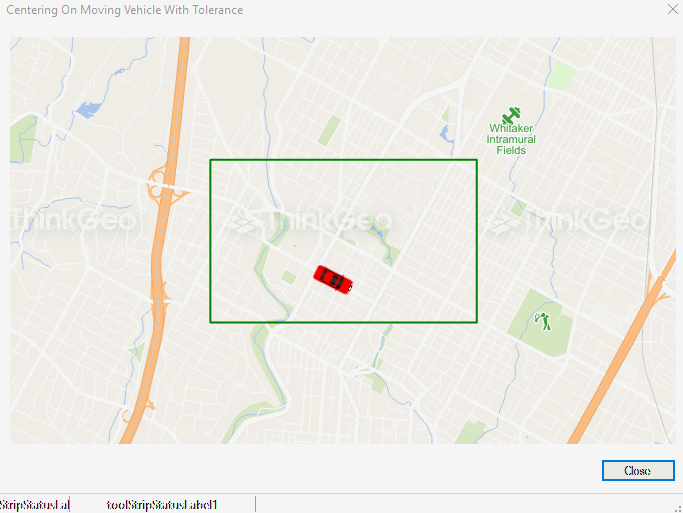 Centering On Moving Vehicle With Tolerance
Whitaker
Intramural
Fields
ThinkGeo
ThinkGeo
ThinkGeo
Close
StripStatusLal
toolStripStatusLabel1